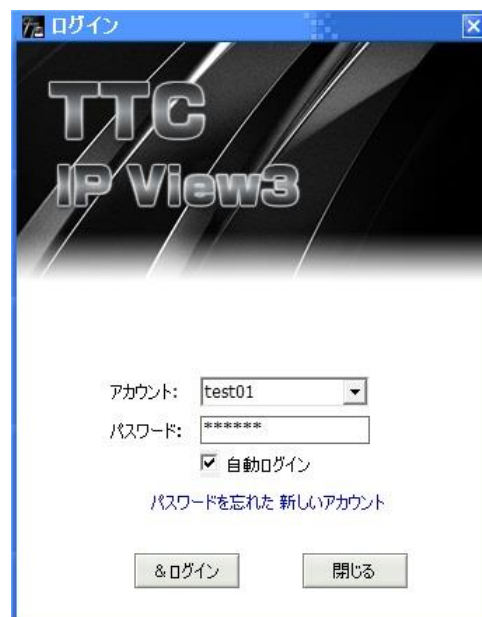 ログイン
TTC
IP View3
アカウント: test01
パスワード: ******
自動ログイン
パスワードを忘れた 新しいアカウント
&ログイン 閉じる